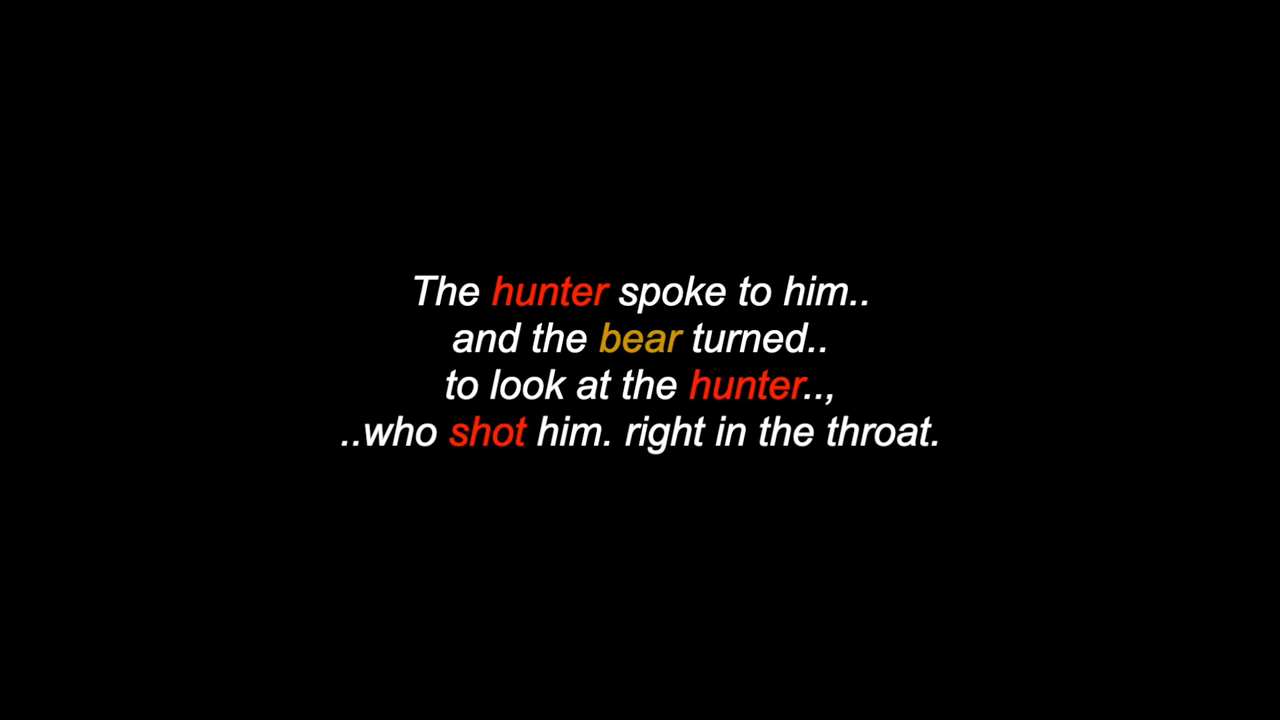 The hunter spoke to him..
and the bear turned..
to look at the hunter..,
..who shot him. right in the throat.